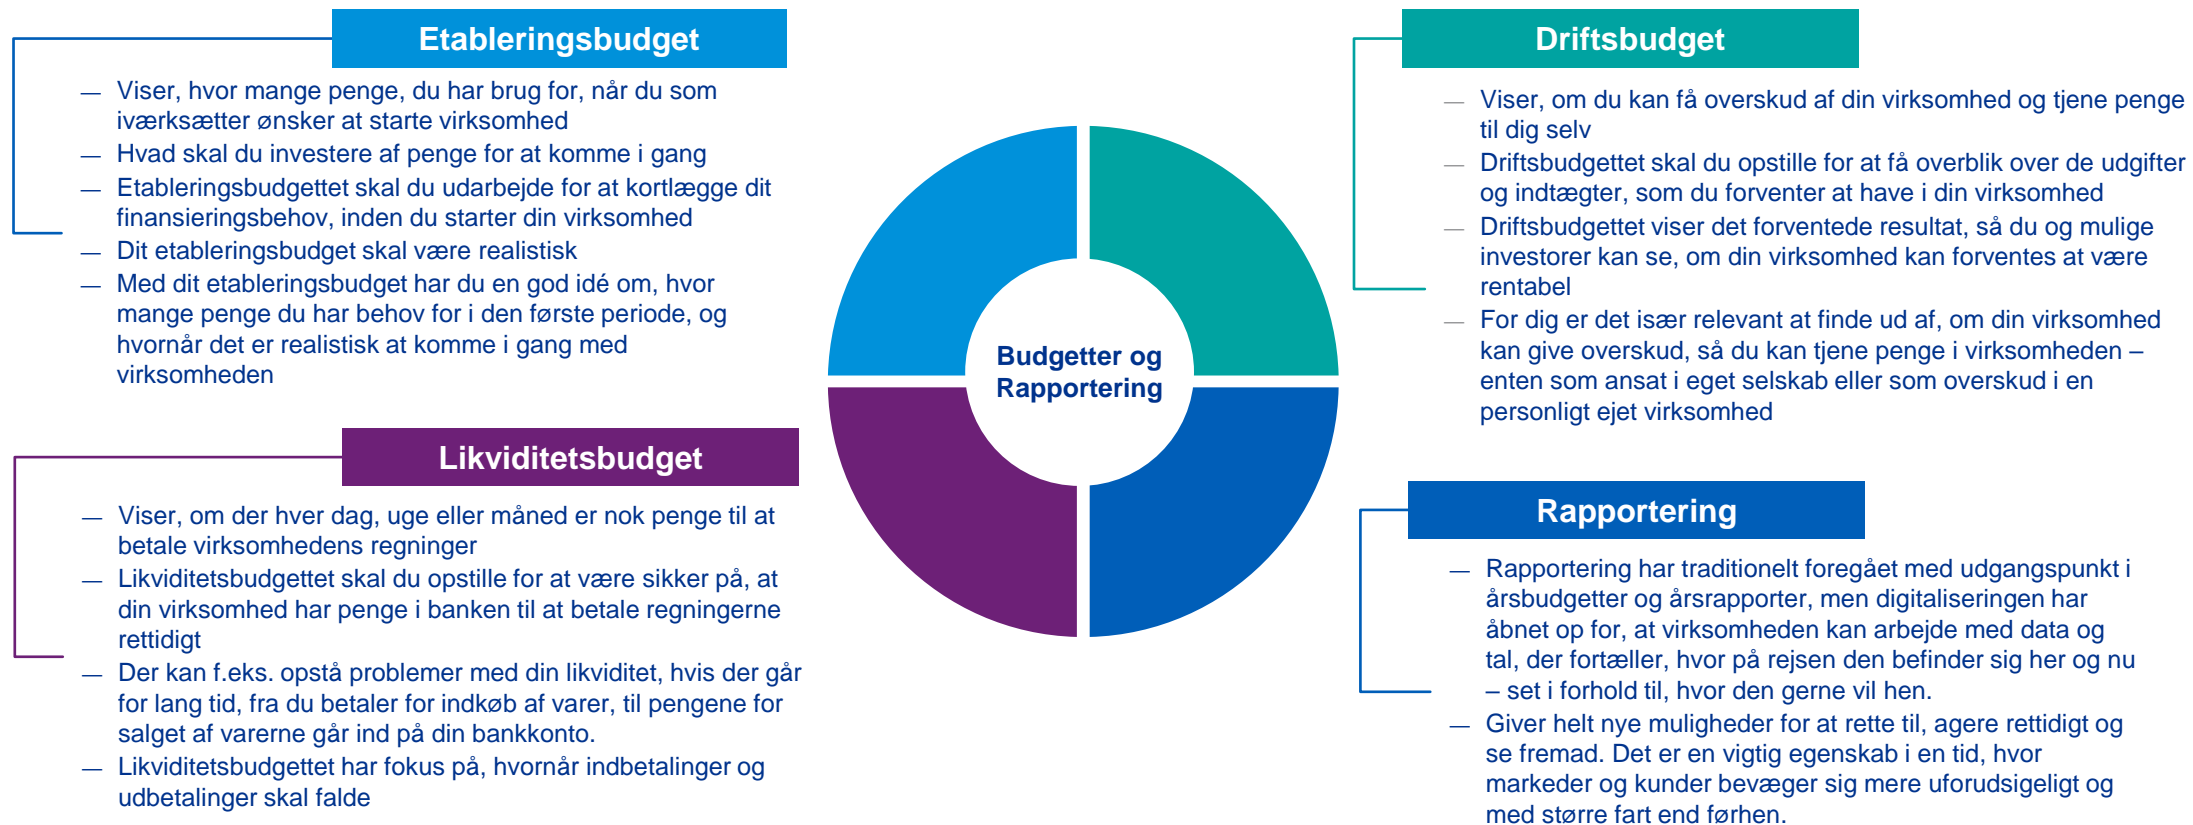 Etableringsbudget
— Viser, hvor mange penge, du har brug for, når du som
iværksætter ønsker at starte virksomhed
— Hvad skal du investere af penge for at komme i gang
— Etableringsbudgettet skal du udarbejde for at kortlægge dit
finansieringsbehov, inden du starter din virksomhed
— Dit etableringsbudget skal være realistisk
— Med dit etableringsbudget har du en god idé om, hvor
mange penge du har behov for i den første periode, og
hvornår det er realistisk at komme i gang med
virksomheden
Likviditetsbudget
— Viser, om der hver dag, uge eller måned er nok penge til at
betale virksomhedens regninger
— Likviditetsbudgettet skal du opstille for at være sikker på, at
din virksomhed har penge i banken til at betale regningerne
rettidigt
— Der kan f.eks. opstå problemer med din likviditet, hvis der går
for lang tid, fra du betaler for indkøb af varer, til pengene for
salget af varerne går ind på din bankkonto.
— Likviditetsbudgettet har fokus på, hvornår indbetalinger og
udbetalinger skal falde
Budgetter og
Rapportering
Driftsbudget
— Viser, om du kan få overskud af din virksomhed og tjene penge
til dig selv
— Driftsbudgettet skal du opstille for at få overblik over de udgifter
og indtægter, som du forventer at have i din virksomhed
— Driftsbudgettet viser det forventede resultat, så du og mulige
investorer kan se, om din virksomhed kan forventes at være
rentabel
— For dig er det især relevant at finde ud af, om din virksomhed
kan give overskud, så du kan tjene penge i virksomheden –
enten som ansat i eget selskab eller som overskud i en
personligt ejet virksomhed
Rapportering
— Rapportering har traditionelt foregået med udgangspunkt i
årsbudgetter og årsrapporter, men digitaliseringen har
åbnet op for, at virksomheden kan arbejde med data og
tal, der fortæller, hvor på rejsen den befinder sig her og nu
– set i forhold til, hvor den gerne vil hen.
— Giver helt nye muligheder for at rette til, agere rettidigt og
se fremad. Det er en vigtig egenskab i en tid, hvor
markeder og kunder bevæger sig mere uforudsigeligt og
med større fart end førhen.